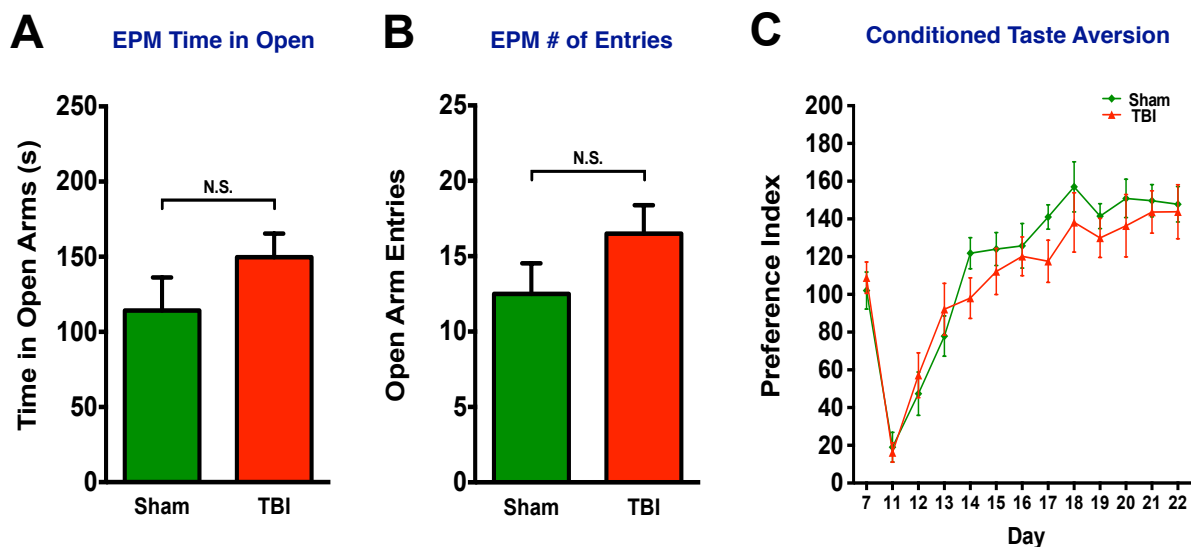 A
EPM Time in Open
Time in Open Arms (s)
250
200
150
100
50
0
N.S.
Sham
TBI
B
EPM # of Entries
Open Arm Entries
25
20
15
10
5
0
N.S.
Sham
TBI
C
Conditioned Taste Aversion
Sham
TBI
Preference Index
200
180
160
140
120
100
80
60
40
20
0
7 11 12 13 14 15 16 17 18 19 20 21 22
Day